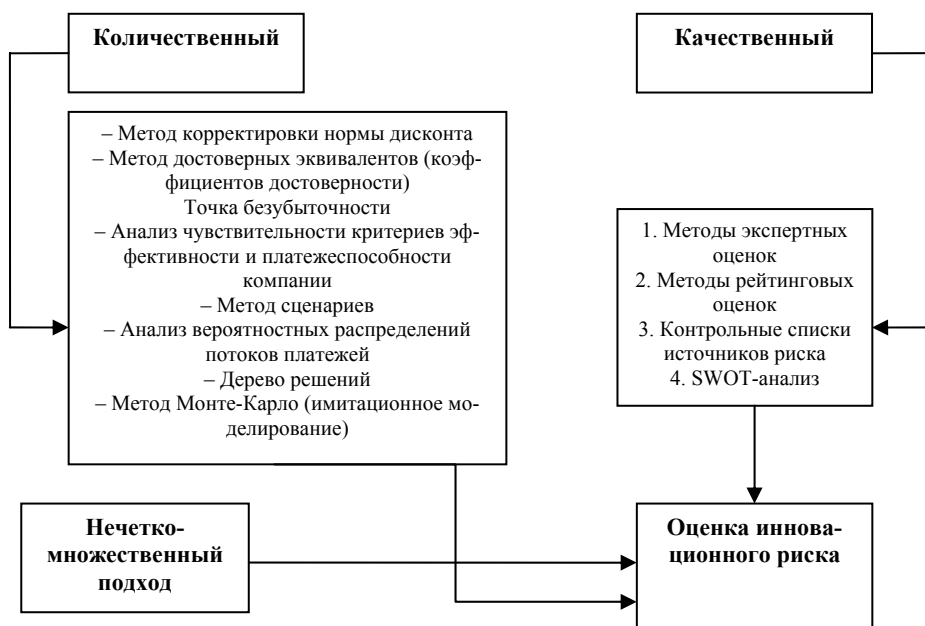 Количественный
Качественный
– Метод корректировки нормы дисконта
– Метод достоверных эквивалентов (коэф-
фициентов достоверности)
Точка безубыточности
– Анализ чувствительности критериев эф-
фективности и платежеспособности
компании
– Метод сценариев
– Анализ вероятностных распределений
потоков платежей
– Дерево решений
– Метод Монте-Карло (имитационное мо-
делирование)
1. Методы экспертных
оценок
2. Методы рейтинговых
оценок
3. Контрольные списки
источников риска
4. SWOT-анализ
Нечетко-
множественный
подход
Оценка иннова-
ционного риска